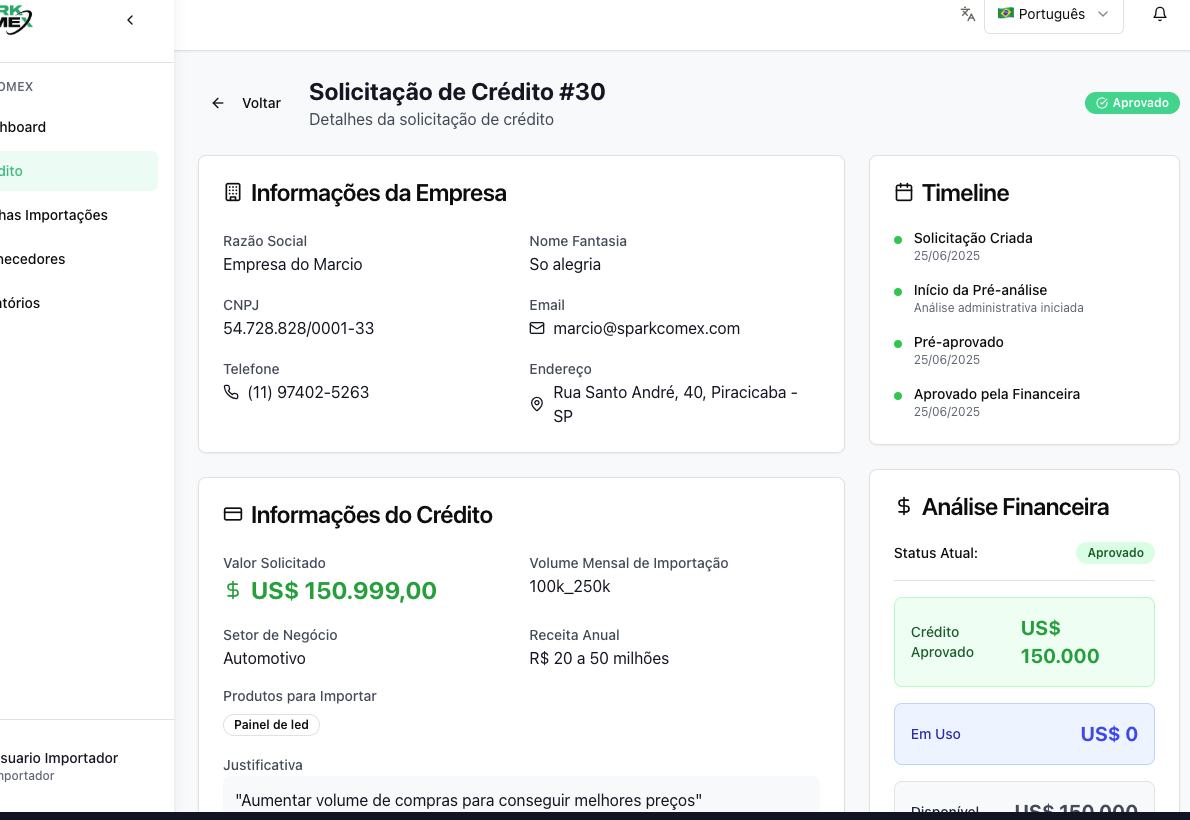 Português
OMEX
Voltar
Solicitação de Crédito #30
Detalhes da solicitação de crédito
Aprovado
Informações da Empresa
Razão Social
Empresa do Marcio
Nome Fantasia
So alegria
CNPJ
54.728.828/0001-33
Email
marcio@sparkcomex.com
Telefone
(11) 97402-5263
Endereço
Rua Santo André, 40, Piracicaba -
SP
Informações do Crédito
Valor Solicitado
US$ 150.999,00
Volume Mensal de Importação
100k_250k
Setor de Negócio
Automotivo
Receita Anual
R$ 20 a 50 milhões
Produtos para Importar
Painel de led
Justificativa
"Aumentar volume de compras para conseguir melhores preços"
Timeline
Solicitação Criada
25/06/2025
Início da Pré-análise
Análise administrativa iniciada
Pré-aprovado
25/06/2025
Aprovado pela Financeira
25/06/2025
Análise Financeira
Status Atual:
Aprovado
Crédito
Aprovado
US$
150.000
Em Uso
US$ 0
Disponível
US$ 150.000
hboard
dito
has Importações
necedores
tórios
suario Importador
mportador